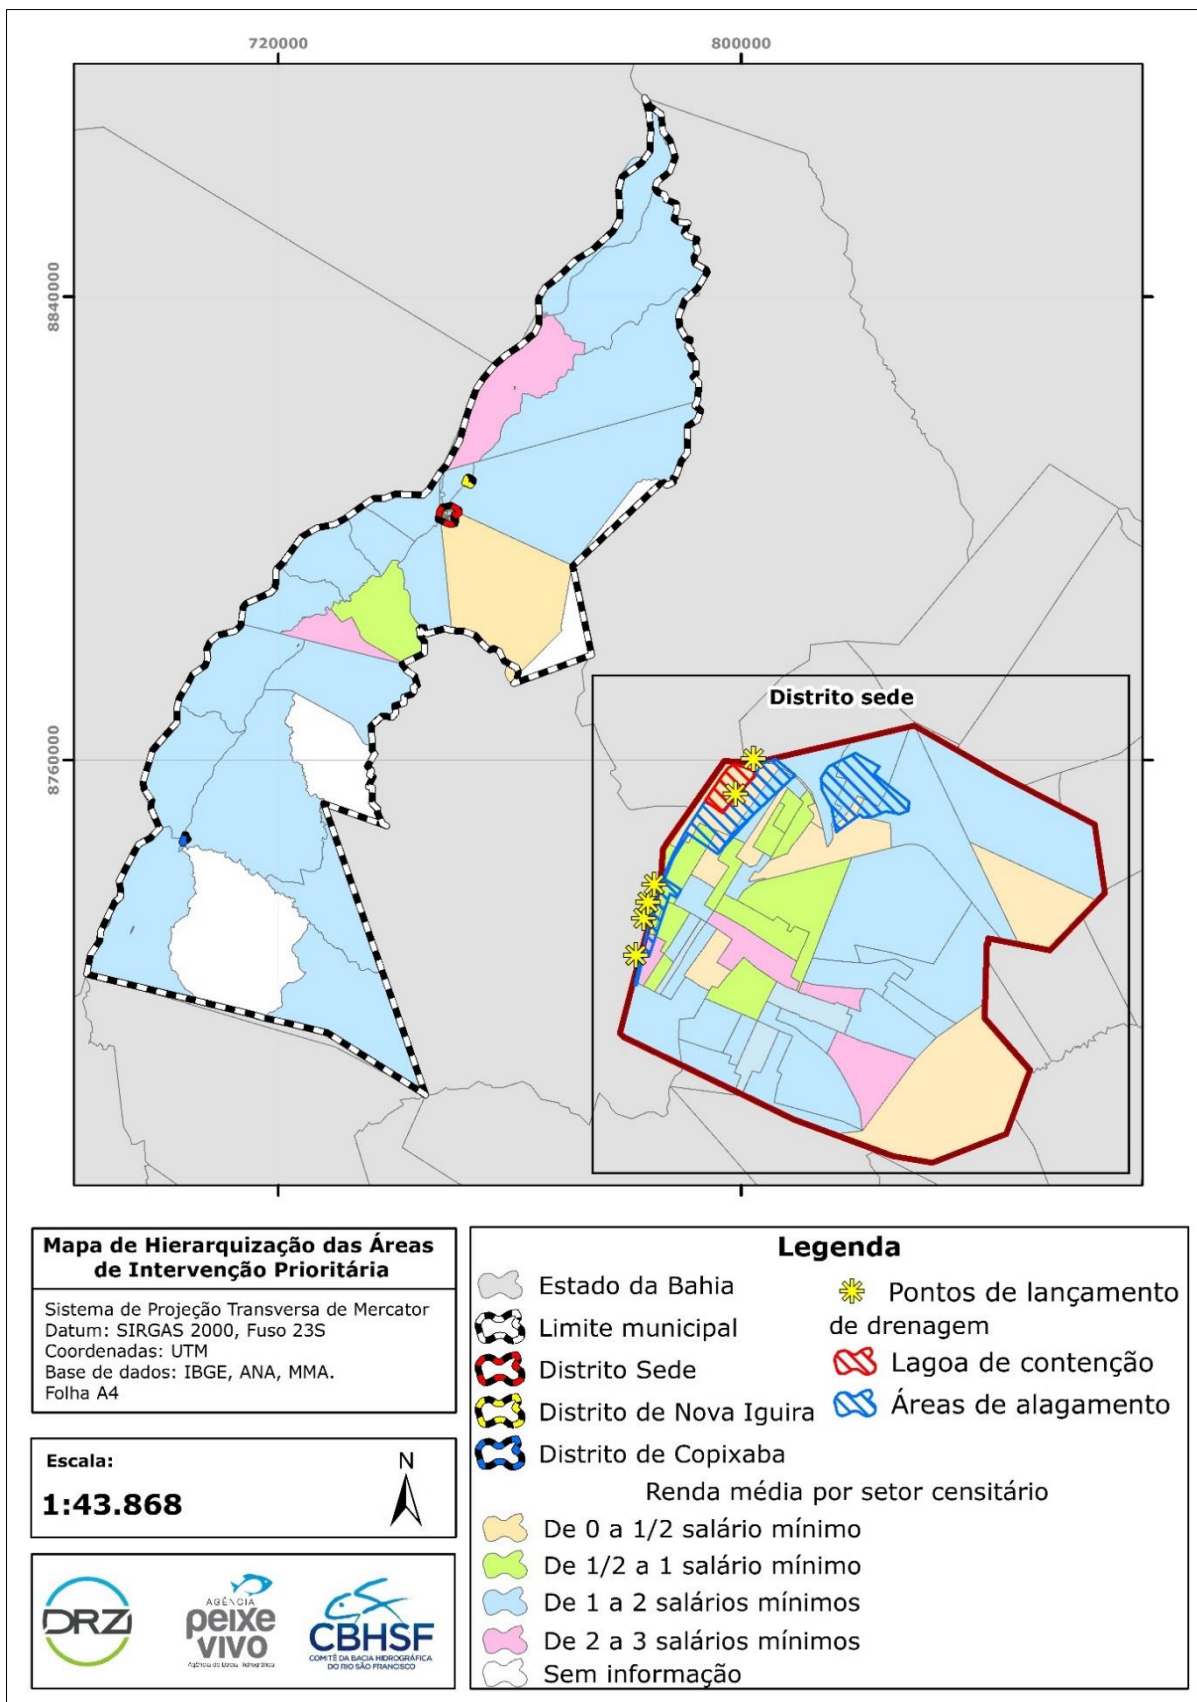 720000
800000
8840000
8760000
Distrito sede
Mapa de Hierarquização das Áreas
de Intervenção Prioritária
Sistema de Projeção Transversa de Mercator
Datum: SIRGAS 2000, Fuso 23S
Coordenadas: UTM
Base de dados: IBGE, ANA, MMA.
Folha A4
Escala:
1:43.868
N
DRZ
AGÊNCIA
peixe
vivo
Agência de Bacia Hidrográfica
CBHSF
COMITÊ DA BACIA HIDROGRÁFICA
DO RIO SÃO FRANCISCO
Legenda
Estado da Bahia
Limite municipal
Distrito Sede
Distrito de Nova Iguira
Distrito de Copixaba
Pontos de lançamento
de drenagem
Lagoa de contenção
Áreas de alagamento
Renda média por setor censitário
De 0 a 1/2 salário mínimo
De 1/2 a 1 salário mínimo
De 1 a 2 salários mínimos
De 2 a 3 salários mínimos
Sem informação